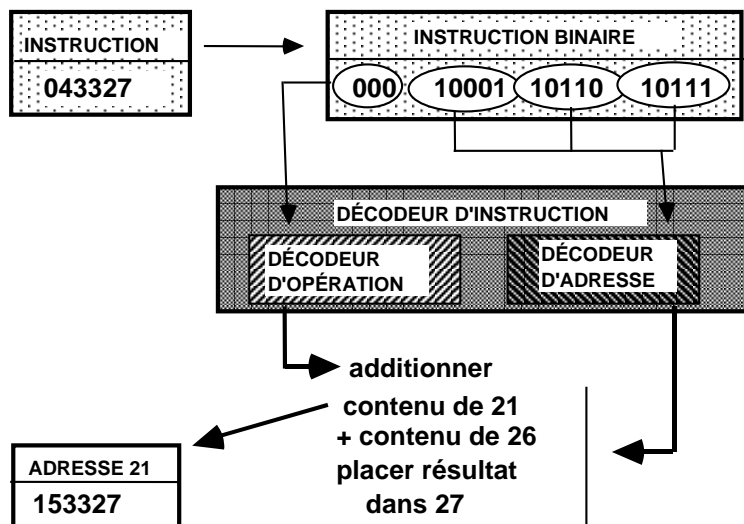 INSTRUCTION
043327
INSTRUCTION BINAIRE
000 10001 10110 10111
DÉCODEUR D'INSTRUCTION
DÉCODEUR
D'OPÉRATION
DÉCODEUR
D'ADRESSE
additionner
contenu de 21
+ contenu de 26
placer résultat
dans 27
ADRESSE 21
153327